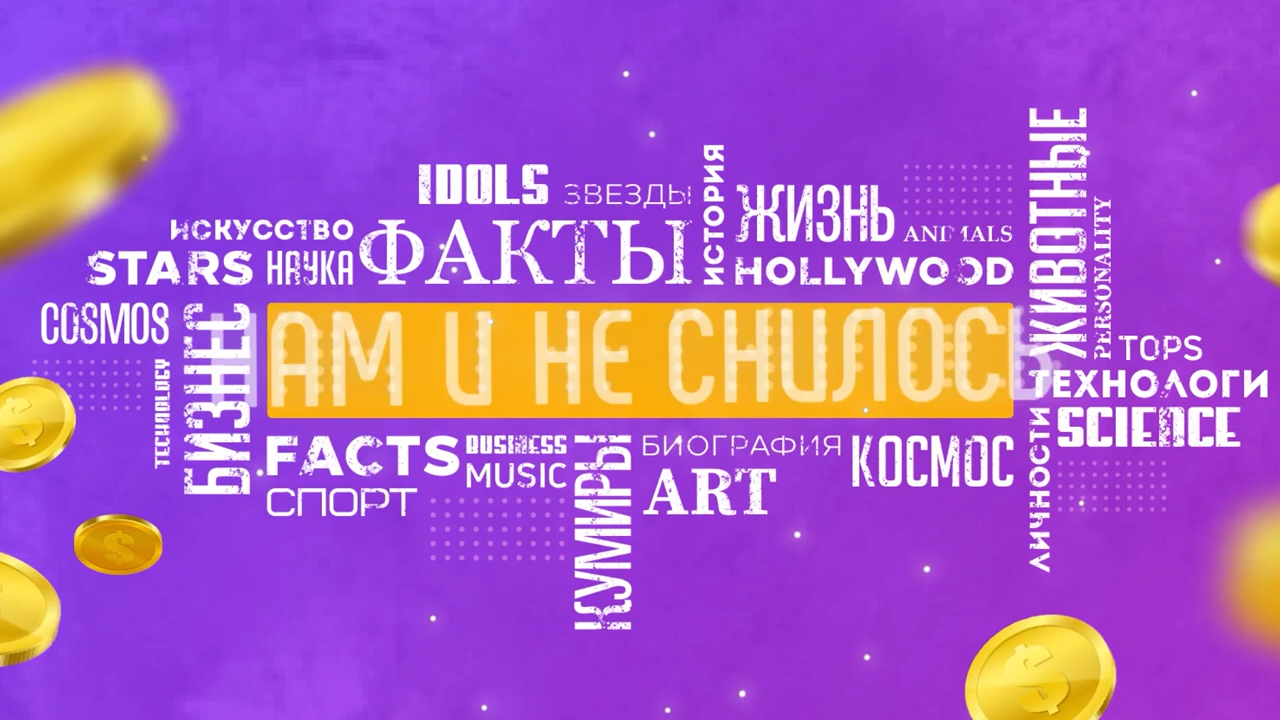 IDOLS
ЗВЕЗДЫ
ИСТОРИЯ
ЖИЗНЬ
ANIMALS
ЖИВОТНЫЕ
PERSONALITY
ИСКУССТВО
STARS
НАУКА
ФАКТЫ
HOLLYWOOD
COSMOS
TECHNOLOGY
БИЗНЕС
НАМ И НЕ СНИЛОСЬ
TOPS
ТЕХНОЛОГИ
SCIENCE
ЛИЧНОСТИ
FACTS
BUSINESS
MUSIC
СПОРТ
КУМИРЫ
БИОГРАФИЯ
ART
КОСМОС